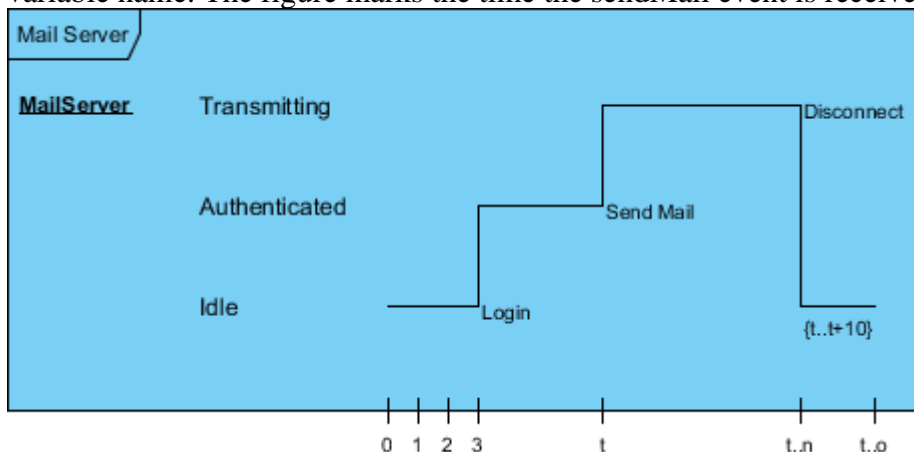 variable name. The figure marks the time the sendMail event is receive
Mail Server
MailServer
Transmitting
Disconnect
Authenticated
Send Mail
Idle
Login
{t..t+10}
0 1 2 3 t t..n t..o